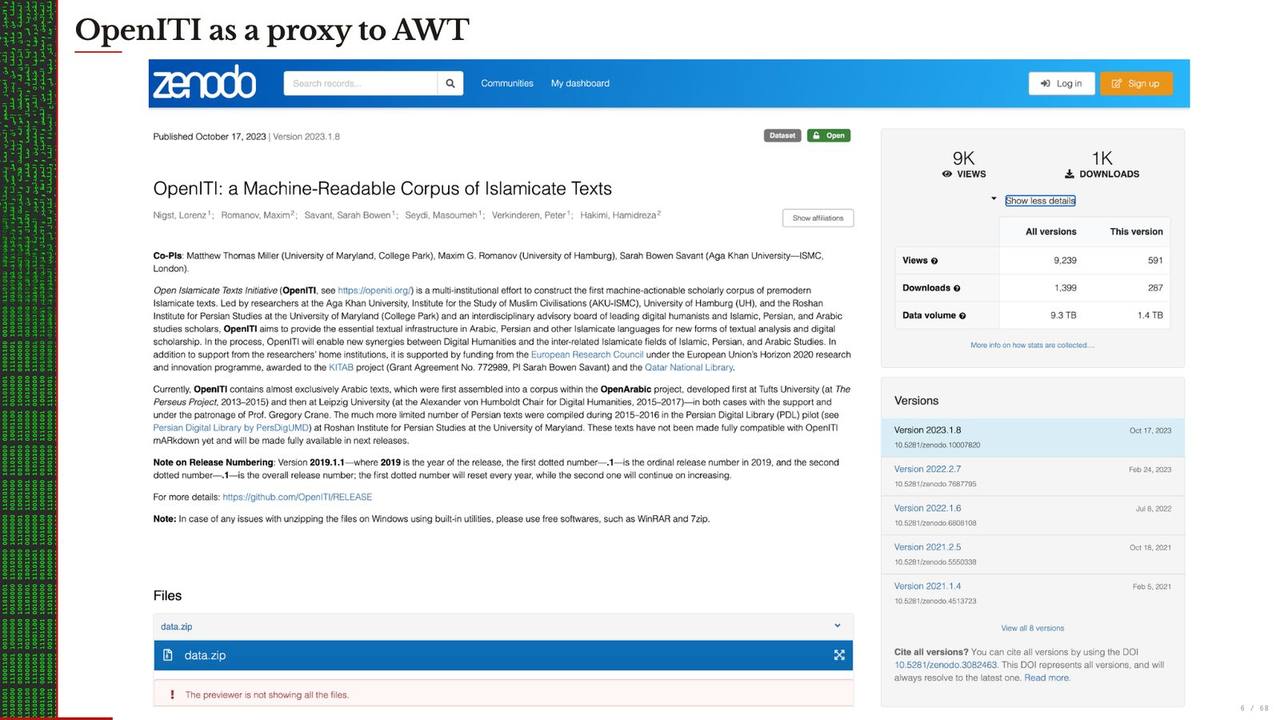 OpenITI as a proxy to AWT
zenodo
Search records...
Communities
My dashboard
Log in
Sign up
Published October 17, 2023 | Version 2023.1.8
Dataset
Open
OpenITI: a Machine-Readable Corpus of Islamicate Texts
Nigst, Lorenz1; Romanov, Maxim2; Savant, Sarah Bowen1; Seydi, Masoumeh1; Verkinderen, Peter1; Hakimi, Hamidreza2
Show affiliations
Co-PIs: Matthew Thomas Miller (University of Maryland, College Park), Maxim G. Romanov (University of Hamburg), Sarah Bowen Savant (Aga Khan University—ISMC,
London).
Open Islamicate Texts Initiative (OpenITI, see https://openiti.org/) is a multi-institutional effort to construct the first machine-actionable scholarly corpus of premodern
Islamicate texts. Led by researchers at the Aga Khan University, Institute for the Study of Muslim Civilisations (AKU-ISMC), University of Hamburg (UH), and the Roshan
Institute for Persian Studies at the University of Maryland (College Park) and an interdisciplinary advisory board of leading digital humanists and Islamic, Persian, and Arabic
studies scholars, OpenITI aims to provide the essential textual infrastructure in Arabic, Persian and other Islamicate languages for new forms of textual analysis and digital
scholarship. In the process, OpenITI will enable new synergies between Digital Humanities and the inter-related Islamicate fields of Islamic, Persian, and Arabic Studies. In
addition to support from the researchers' home institutions, it is supported by funding from the European Research Council under the European Union's Horizon 2020 research
and innovation programme, awarded to the KITAB project (Grant Agreement No. 772989, PI Sarah Bowen Savant) and the Qatar National Library.
Currently, OpenITI contains almost exclusively Arabic texts, which were first assembled into a corpus within the OpenArabic project, developed first at Tufts University (at The
Perseus Project, 2013–2015) and then at Leipzig University (at the Alexander von Humboldt Chair for Digital Humanities, 2015–2017)—in both cases with the support and
under the patronage of Prof. Gregory Crane. The much more limited number of Persian texts were compiled during 2015–2016 in the Persian Digital Library (PDL) pilot (see
Persian Digital Library by PersDigUMD) at Roshan Institute for Persian Studies at the University of Maryland. These texts have not been made fully compatible with OpenITI
mARkdown yet and will be made fully available in next releases.
Note on Release Numbering: Version 2019.1.1—where 2019 is the year of the release, the first dotted number—.1—is the ordinal release number in 2019, and the second
dotted number—.1—is the overall release number; the first dotted number will reset every year, while the second one will continue on increasing.
For more details: https://github.com/OpenITI/RELEASE
Note: In case of any issues with unzipping the files on Windows using built-in utilities, please use free softwares, such as WinRAR and 7zip.
Files
data.zip
data.zip
The previewer is not showing all the files.
9K
VIEWS
1K
DOWNLOADS
Show less details
All versions
This version
Views 9,239 591
Downloads 1,399 287
Data volume 9.3 TB 1.4 TB
More info on how stats are collected....
Versions
Version 2023.1.8 Oct 17, 2023
10.5281/zenodo.10007820
Version 2022.2.7 Feb 24, 2023
10.5281/zenodo.7687795
Version 2022.1.6 Jul 8, 2022
10.5281/zenodo.6808108
Version 2021.2.5 Oct 18, 2021
10.5281/zenodo.5550338
Version 2021.1.4 Feb 5, 2021
10.5281/zenodo.4513723
View all 8 versions
Cite all versions? You can cite all versions by using the DOI
10.5281/zenodo.3082463. This DOI represents all versions, and will
always resolve to the latest one. Read more.
6 / 68